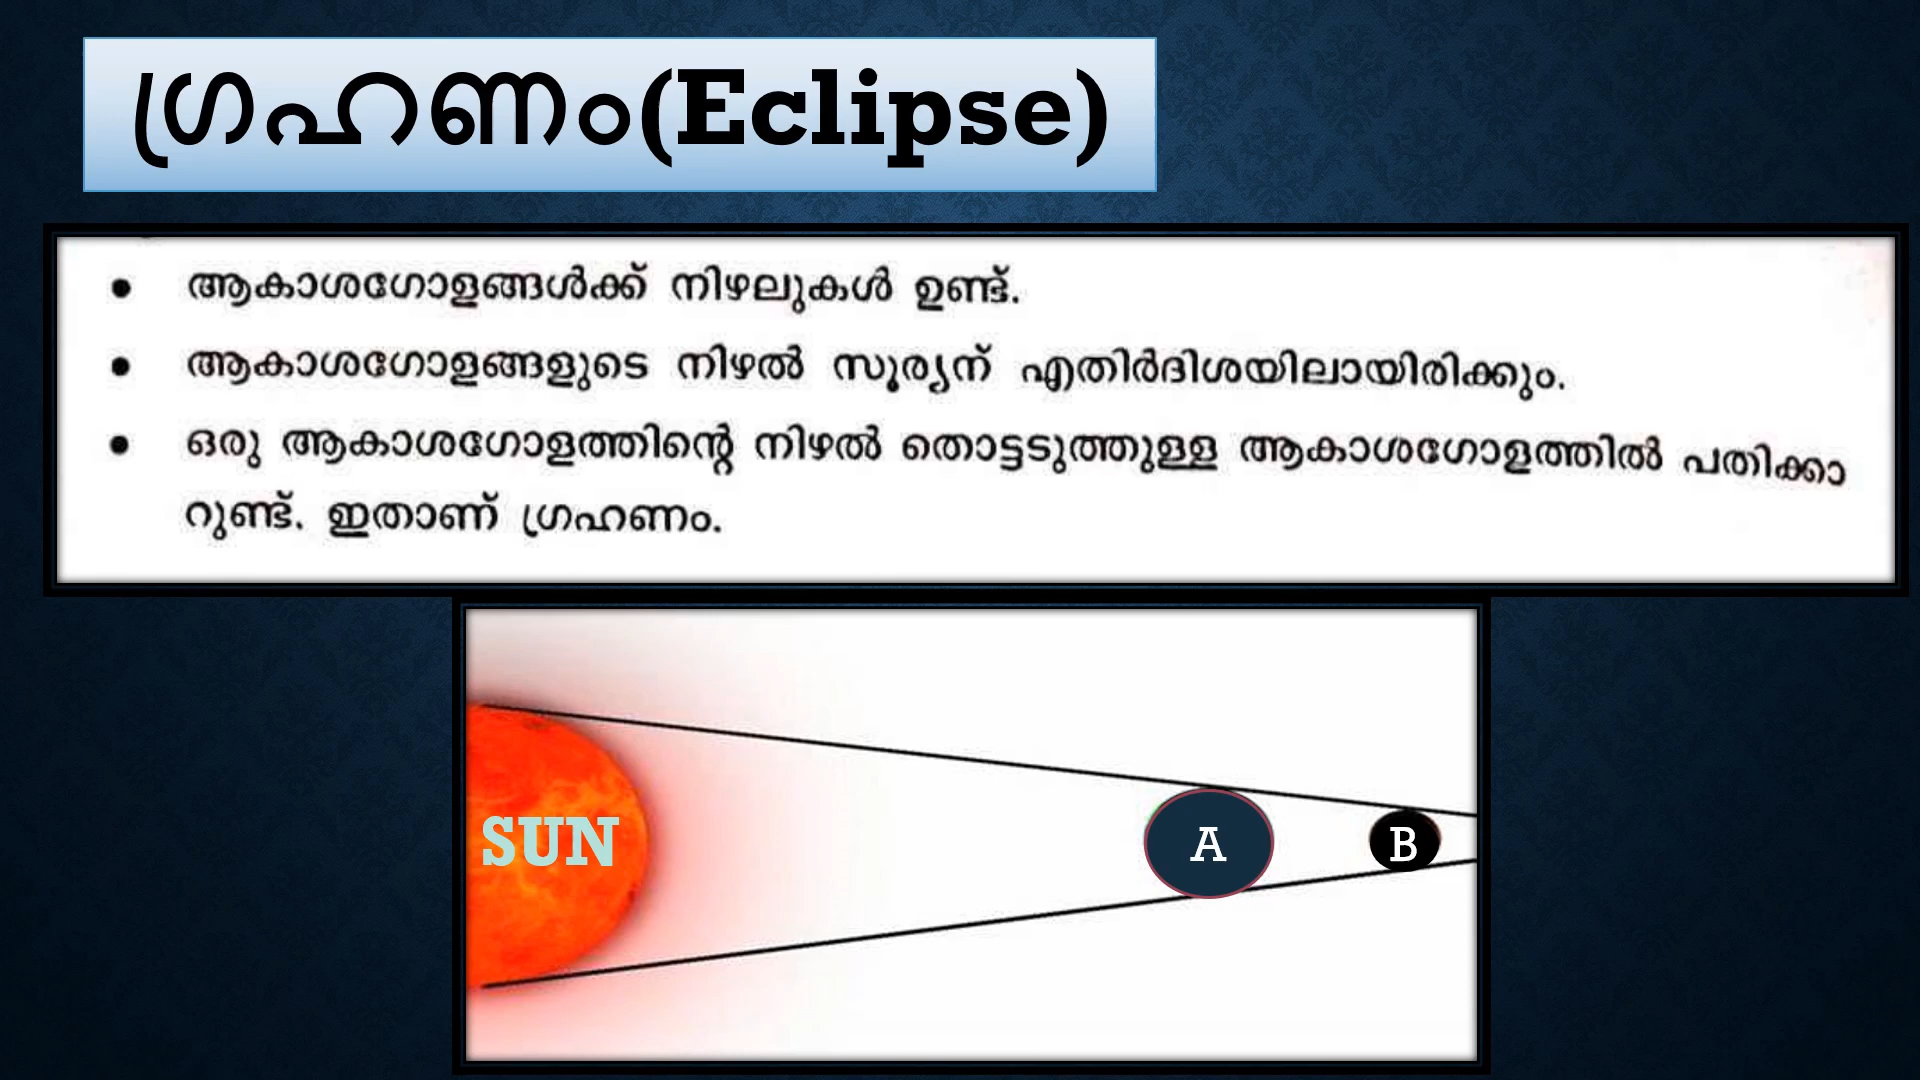 ഗ്രഹണം(Eclipse)
• ആകാശഗോളങ്ങൾക്ക് നിഴലുകൾ ഉണ്ട്.
• ആകാശഗോളങ്ങളുടെ നിഴൽ സൂര്യന് എതിർദിശയിലായിരിക്കും.
• ഒരു ആകാശഗോളത്തിന്റെ നിഴൽ തൊട്ടടുത്തുള്ള ആകാശഗോളത്തിൽ പതിക്കാ
റുണ്ട്. ഇതാണ് ഗ്രഹണം.
SUN A B